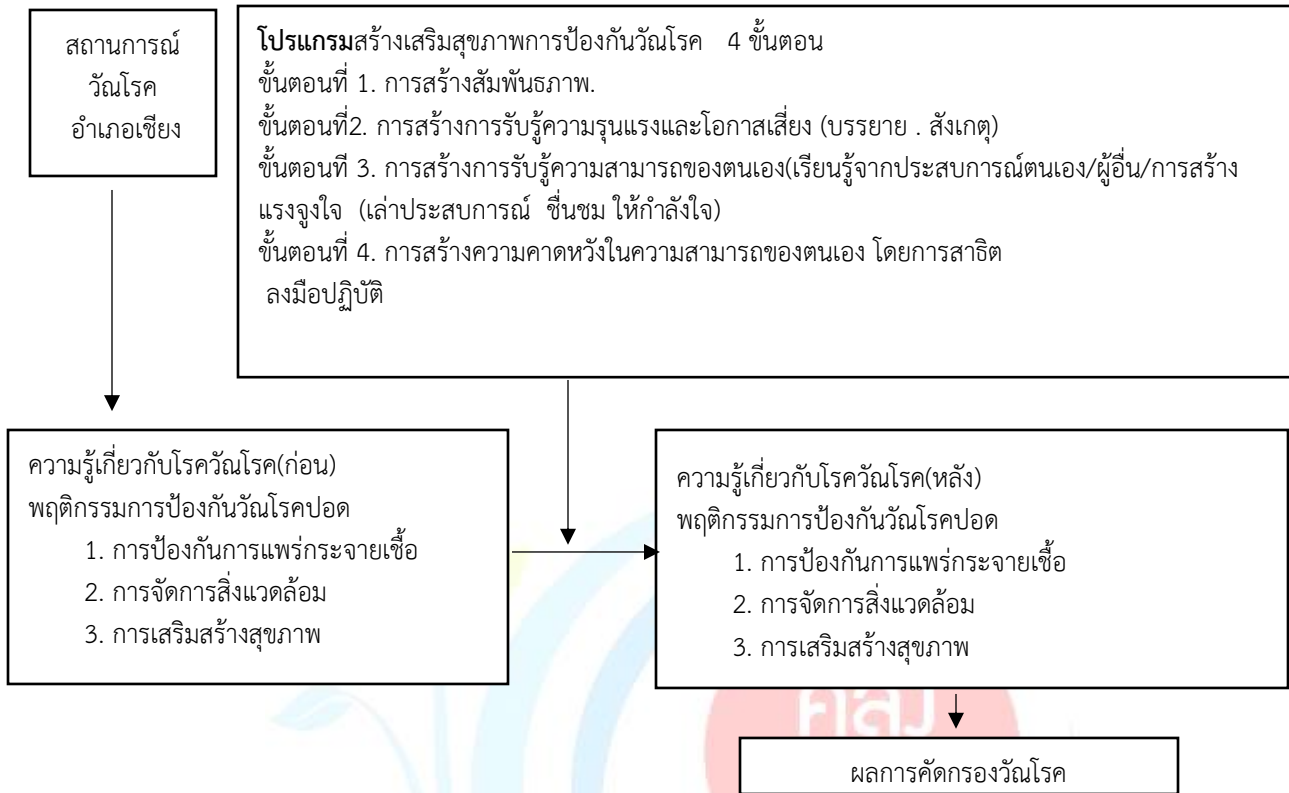 สถานการณ์
วัณโรค
อำเภอเชียง
โปรแกรมสร้างเสริมสุขภาพการป้องกันวัณโรค 4 ขั้นตอน
ขั้นตอนที่ 1. การสร้างสัมพันธภาพ.
ขั้นตอนที่2. การสร้างการรับรู้ความรุนแรงและโอกาสเสี่ยง (บรรยาย . สังเกตุ)
ขั้นตอนที 3. การสร้างการรับรู้ความสามารถของตนเอง(เรียนรู้จากประสบการณ์ตนเอง/ผู้อื่น/การสร้าง
แรงจูงใจ (เล่าประสบการณ์ ชื่นชม ให้กำลังใจ)
ขั้นตอนที่ 4. การสร้างความคาดหวังในความสามารถของตนเอง โดยการสาธิต
ลงมือปฏิบัติ
ความรู้เกี่ยวกับโรควัณโรค(ก่อน)
พฤติกรรมการป้องกันวัณโรคปอด
1. การป้องกันการแพร่กระจายเชื้อ
2. การจัดการสิ่งแวดล้อม
3. การเสริมสร้างสุขภาพ
ความรู้เกี่ยวกับโรควัณโรค(หลัง)
พฤติกรรมการป้องกันวัณโรคปอด
1. การป้องกันการแพร่กระจายเชื้อ
2. การจัดการสิ่งแวดล้อม
3. การเสริมสร้างสุขภาพ
ผลการคัดกรองวัณโรค